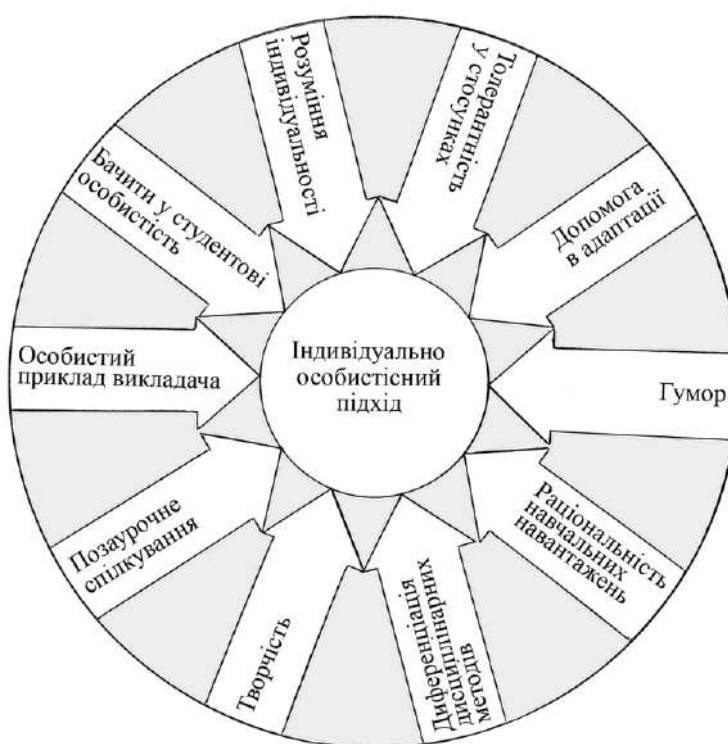 Розуміння
індивідуальності
Толерантність
у стосунках
Допомога
в адаптації
Гумор
Раціональність
навчальних
навантажень
Диференціація
дисциплінарних
методів
Творчість
Позаурочне
спілкування
Особистий
приклад викладача
Бачити у студентові
особистість
Індивідуально
особистісний
підхід